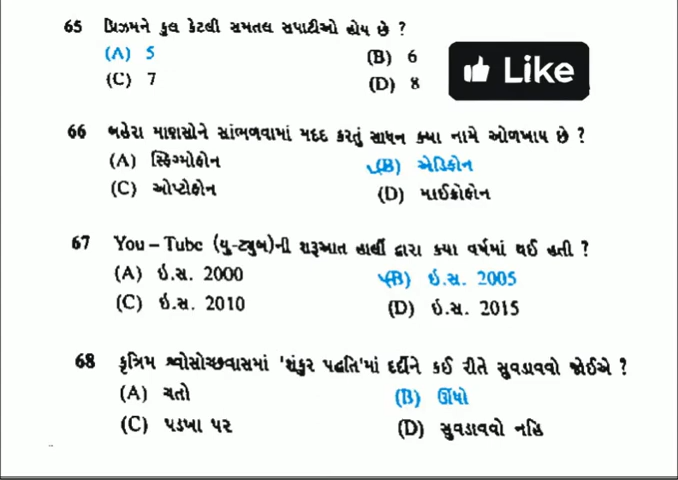 65 પ્રિઝમને કુલ કેટલી સમતલ સપાટીઓ હોય છે ?
(A) 5 (B) 6
(C) 7 (D) 8
Like
66 બહેરા માણસોને સાંભળવામાં મદદ કરતું સાધન ક્યા નામે ઓળખાય છે ?
(A) સ્ફિગ્મોફોન (B) એડિફોન
(C) ઓપ્ટોફોન (D) માઈક્રોફોન
67 You – Tube (યુ-ટ્યુબ)ની શરૂઆત હાર્લી દ્વારા ક્યા વર્ષમાં થઈ હતી ?
(A) ઇ.સ. 2000 (B) ઇ.સ. 2005
(C) ઇ.સ. 2010 (D) ઇ.સ. 2015
68 કૃત્રિમ શ્વોસોચ્છવાસમાં 'શંકુર પદ્ધતિ'માં દર્દીને કઈ રીતે સુવડાવવો જોઈએ ?
(A) ચતો (B) ઊંધો
(C) પડખા પર (D) સુવડાવવો નહિ